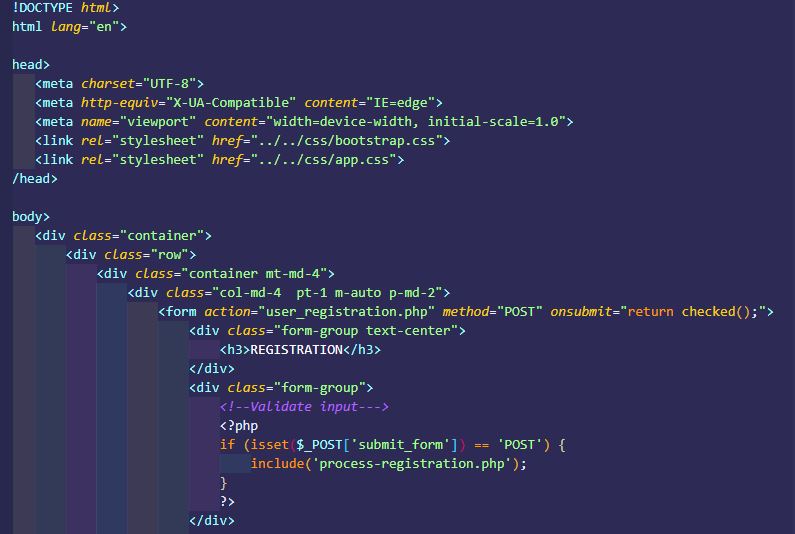 !DOCTYPE html>
html lang="en">
head>
<meta charset="UTF-8">
<meta http-equiv="X-UA-Compatible" content="IE=edge">
<meta name="viewport" content="width=device-width, initial-scale=1.0">
<link rel="stylesheet" href="../../css/bootstrap.css">
<link rel="stylesheet" href="../../css/app.css">
/head>
body>
<div class="container">
<div class="row">
<div class="container mt-md-4">
<div class="col-md-4  pt-1 m-auto p-md-2">
<form action="user_registration.php" method="POST" onsubmit="return checked();">
<div class="form-group text-center">
<h3>REGISTRATION</h3>
</div>
<div class="form-group">
<!--Validate input--->
<?php
if (isset($_POST['submit_form']) == 'POST') {
include('process-registration.php');
}
?>
</div>